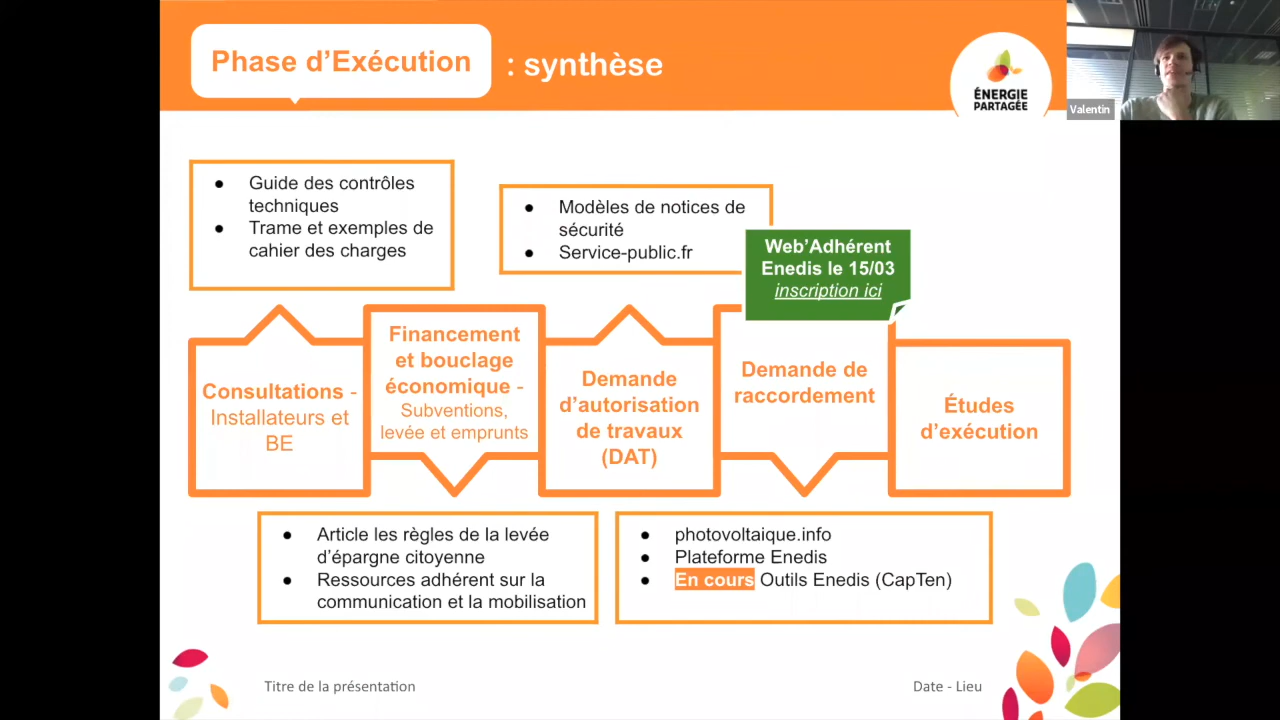 Phase d’Exécution : synthèse
ÉNERGIE
PARTAGÉE
Valentin
● Guide des contrôles
techniques
● Trame et exemples de
cahier des charges
● Modèles de notices de
sécurité
● Service-public.fr
Web’Adhérent
Enedis le 15/03
inscription ici
Consultations -
Installateurs et
BE
Financement
et bouclage
économique -
Subventions,
levée et emprunts
Demande
d’autorisation
de travaux
(DAT)
Demande de
raccordement
Études
d’exécution
● Article les règles de la levée
d’épargne citoyenne
● Ressources adhérent sur la
communication et la mobilisation
● photovoltaique.info
● Plateforme Enedis
● En cours Outils Enedis (CapTen)
Titre de la présentation
Date - Lieu